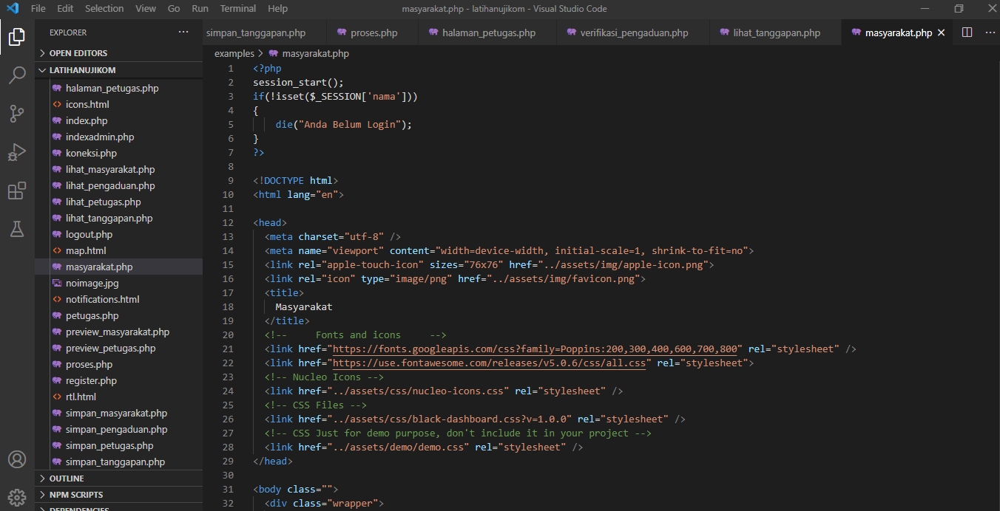 File Edit Selection View Go Run Terminal Help
masyarakat.php - latihanujikom - Visual Studio Code
EXPLORER
simpan_tanggapan.php proses.php halaman_petugas.php verifikasi_pengaduan.php lihat_tanggapan.php masyarakat.php
OPEN EDITORS
LATIHANUJIKOM
halaman_petugas.php
icons.html
index.php
indexadmin.php
koneksi.php
lihat_masyarakat.php
lihat_pengaduan.php
lihat_petugas.php
lihat_tanggapan.php
logout.php
map.html
masyarakat.php
noimage.jpg
notifications.html
petugas.php
preview_masyarakat.php
preview_petugas.php
proses.php
register.php
rtl.html
simpan_masyarakat.php
simpan_pengaduan.php
simpan_petugas.php
simpan_tanggapan.php
OUTLINE
NPM SCRIPTS
DEPENDENCIES
examples > masyarakat.php
1 <?php
2 session_start();
3 if(!isset($_SESSION['nama']))
4 {
5 die("Anda Belum Login");
6 }
7 ?>
8
9 <!DOCTYPE html>
10 <html lang="en">
11
12 <head>
13 <meta charset="utf-8" />
14 <meta name="viewport" content="width=device-width, initial-scale=1, shrink-to-fit=no">
15 <link rel="apple-touch-icon" sizes="76x76" href="../assets/img/apple-icon.png">
16 <link rel="icon" type="image/png" href="../assets/img/favicon.png">
17 <title>
18 Masyarakat
19 </title>
20 <!--     Fonts and icons     -->
21 <link href="https://fonts.googleapis.com/css?family=Poppins:200,300,400,600,700,800" rel="stylesheet" />
22 <link href="https://use.fontawesome.com/releases/v5.0.6/css/all.css" rel="stylesheet">
23 <!-- Nucleo Icons -->
24 <link href="../assets/css/nucleo-icons.css" rel="stylesheet" />
25 <!-- CSS Files -->
26 <link href="../assets/css/black-dashboard.css?v=1.0.0" rel="stylesheet" />
27 <!-- CSS Just for demo purpose, don't include it in your project -->
28 <link href="../assets/demo/demo.css" rel="stylesheet" />
29 </head>
30
31 <body class="">
32 <div class="wrapper">